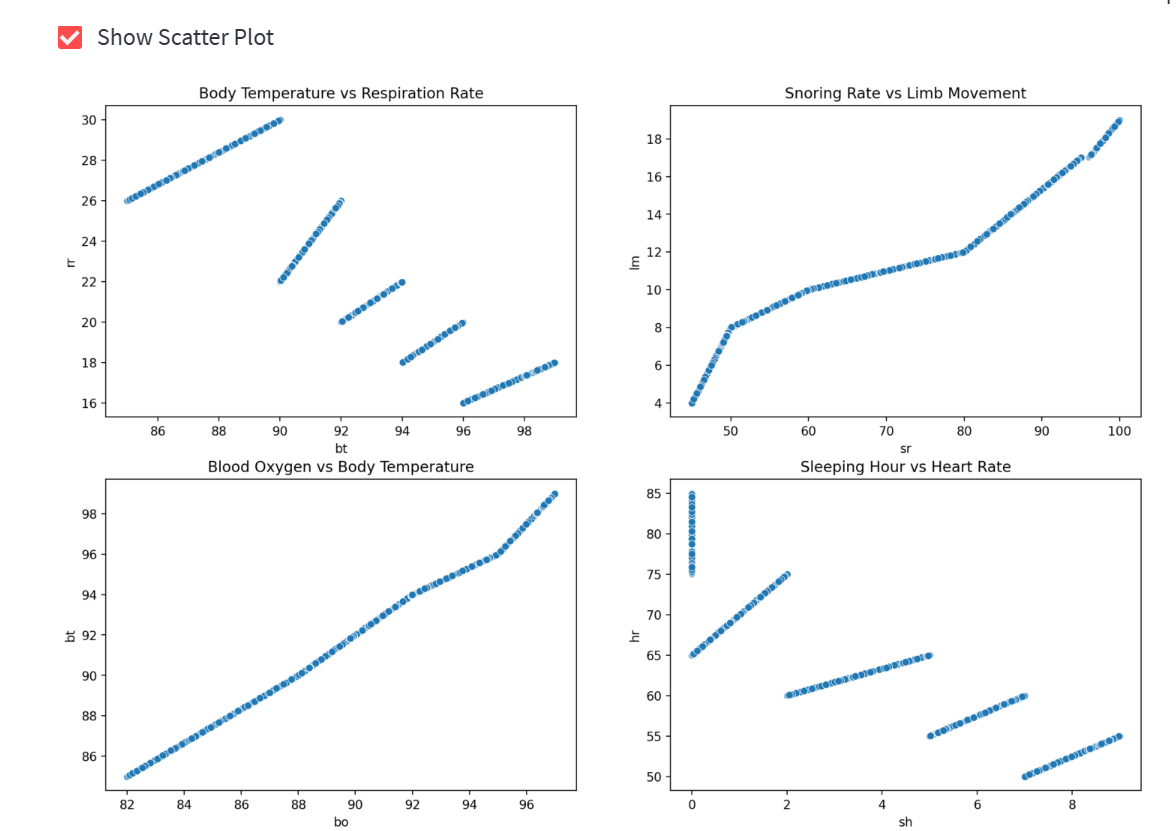 Show Scatter Plot
Body Temperature vs Respiration Rate
30
28
26
24
22
20
18
16
rr
86 88 90 92 94 96 98
bt
Snoring Rate vs Limb Movement
18
16
14
12
10
8
6
4
lm
50 60 70 80 90 100
sr
Blood Oxygen vs Body Temperature
98
96
94
92
90
88
86
bt
82 84 86 88 90 92 94 96
bo
Sleeping Hour vs Heart Rate
85
80
75
70
65
60
55
50
hr
0 2 4 6 8
sh